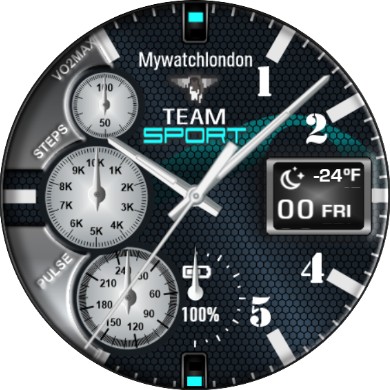 Mywatchlondon
VO2MAX
100
50
1
2
TEAM
SPORT
STEPS
10K
1K
2K
3K
4K
5K
6K
7K
8K
9K
-24°F
00 FRI
PULSE
240
30
60
90
120
150
180
210
100%
4
5